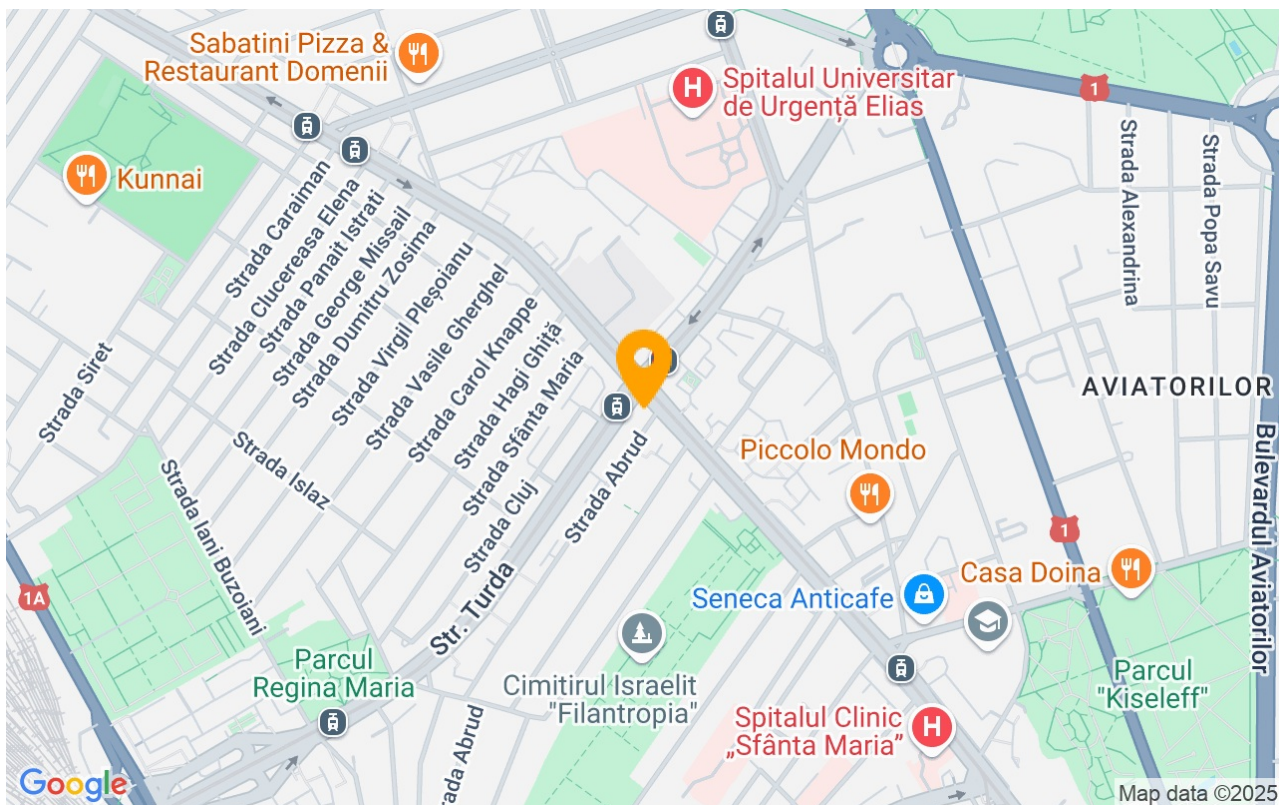 Sabatini Pizza &
Restaurant Domenii
H
Spitalul Universitar
de Urgență Elias
1
Kunnai
Strada Caraiman
Strada Clucereasa Elena
Strada Panait Istrati
Strada George Missail
Strada Dumitru Zosima
Strada Virgil Pleșoianu
Strada Vasile Gherghel
Strada Carol Knappe
Strada Hagi Ghiță
Strada Sfânta Maria
Strada Cluj
Strada Alexandrina
Strada Popa Savu
Strada Siret
AVIATORILOR
Strada Islaz
Strada Abrud
Piccolo Mondo
Strada Iani Buzoiani
Bulevardul Aviatorilor
1
Casa Doina
1A
Seneca Anticafe
Str. Turda
Parcul
Regina Maria
Cimitirul Israelit
"Filantropia"
Parcul
"Kiseleff"
Spitalul Clinic
„Sfânta Maria”
H
rada Abrud
Google
Map data ©2025